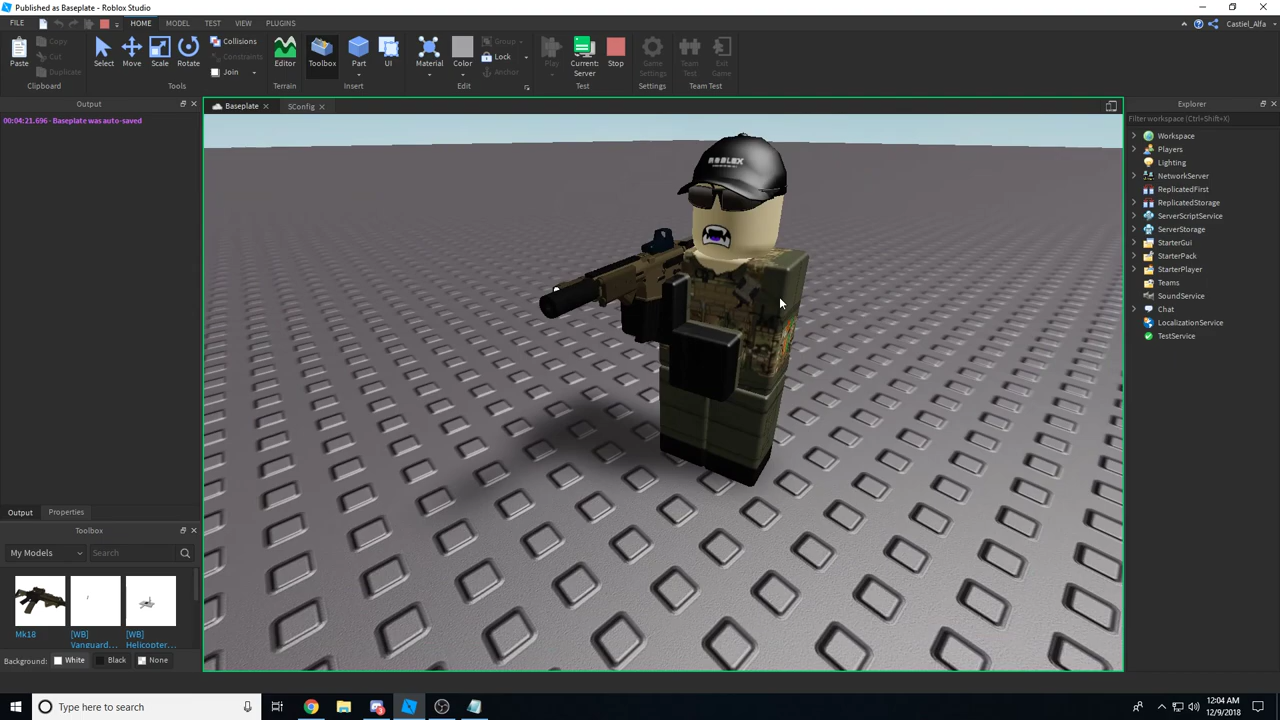 Published as Baseplate - Roblox Studio
FILE HOME MODEL TEST VIEW PLUGINS Castiel_Alfa
Paste Copy Cut Duplicate Clipboard
Select Move Scale Rotate Collisions Constraints Join Tools
Editor Terrain
Toolbox Part UI Insert
Material Color Group Lock Anchor Edit
Play Current: Server Stop Test
Game Settings Settings
Team Test Exit Game Team Test
Output
00:04:21.696 - Baseplate was auto-saved
Baseplate SConfig
ROBLOX
Output Properties
Toolbox
My Models Search
Mk18
[WB] Vanguard...
[WB] Helicopter...
Background: White Black None
Explorer
Filter workspace (Ctrl+Shift+X)
Workspace
Players
Lighting
NetworkServer
ReplicatedFirst
ReplicatedStorage
ServerScriptService
ServerStorage
StarterGui
StarterPack
StarterPlayer
Teams
SoundService
Chat
LocalizationService
TestService
Type here to search
12:04 AM
12/9/2018